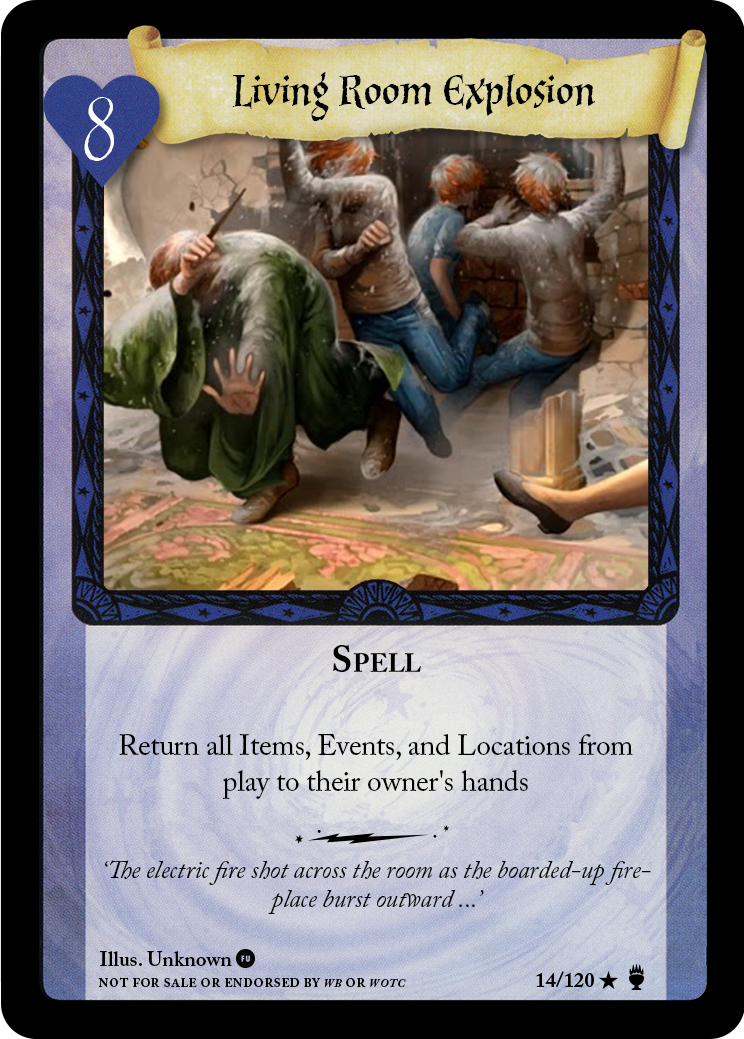 Living Room Explosion
8
Spell
Return all Items, Events, and Locations from
play to their owner's hands
‘The electric fire shot across the room as the boarded-up fire-
place burst outward ...’
Illus. Unknown FU
NOT FOR SALE OR ENDORSED BY WB OR WOTC
14/120 ★